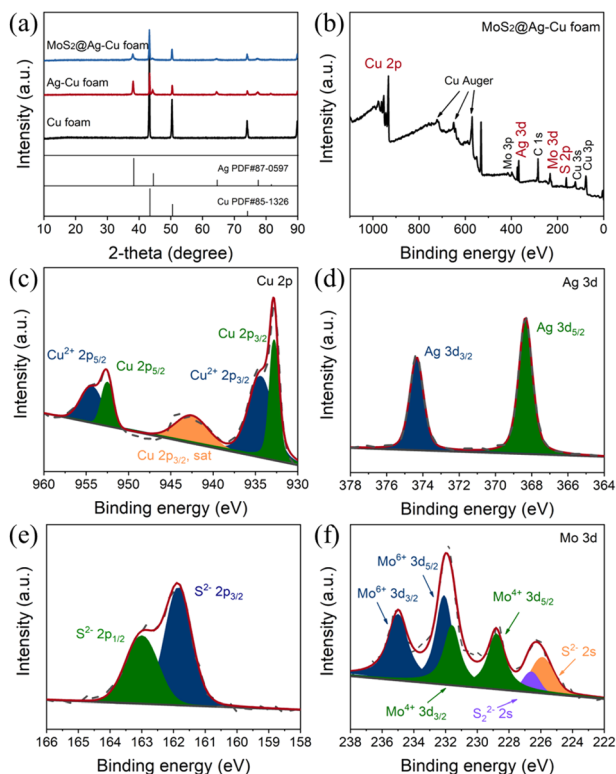 (a)
MoS2@Ag-Cu foam
Ag-Cu foam
Cu foam
Ag PDF#87-0597
Cu PDF#85-1326
10 20 30 40 50 60 70 80 90
2-theta (degree)
Intensity (a.u.)
(b)
MoS2@Ag-Cu foam
Cu 2p
Cu Auger
Mo 3p
Ag 3d
C 1s
Mo 3d
S 2p
Cu 3s
Cu 3p
1000 800 600 400 200 0
Binding energy (eV)
Intensity (a.u.)
(c)
Cu 2p
Cu²⁺ 2p5/2
Cu 2p5/2
Cu²⁺ 2p3/2
Cu 2p3/2
Cu 2p3/2, sat
960 955 950 945 940 935 930
Binding energy (eV)
Intensity (a.u.)
(d)
Ag 3d
Ag 3d3/2
Ag 3d5/2
378 376 374 372 370 368 366 364
Binding energy (eV)
Intensity (a.u.)
(e)
S²⁻ 2p3/2
S²⁻ 2p1/2
166 165 164 163 162 161 160 159 158
Binding energy (eV)
Intensity (a.u.)
(f)
Mo 3d
Mo⁶⁺ 3d5/2
Mo⁶⁺ 3d3/2
Mo⁴⁺ 3d5/2
Mo⁴⁺ 3d3/2
S²⁻ 2s
S2²⁻ 2s
238 236 234 232 230 228 226 224 222
Binding energy (eV)
Intensity (a.u.)